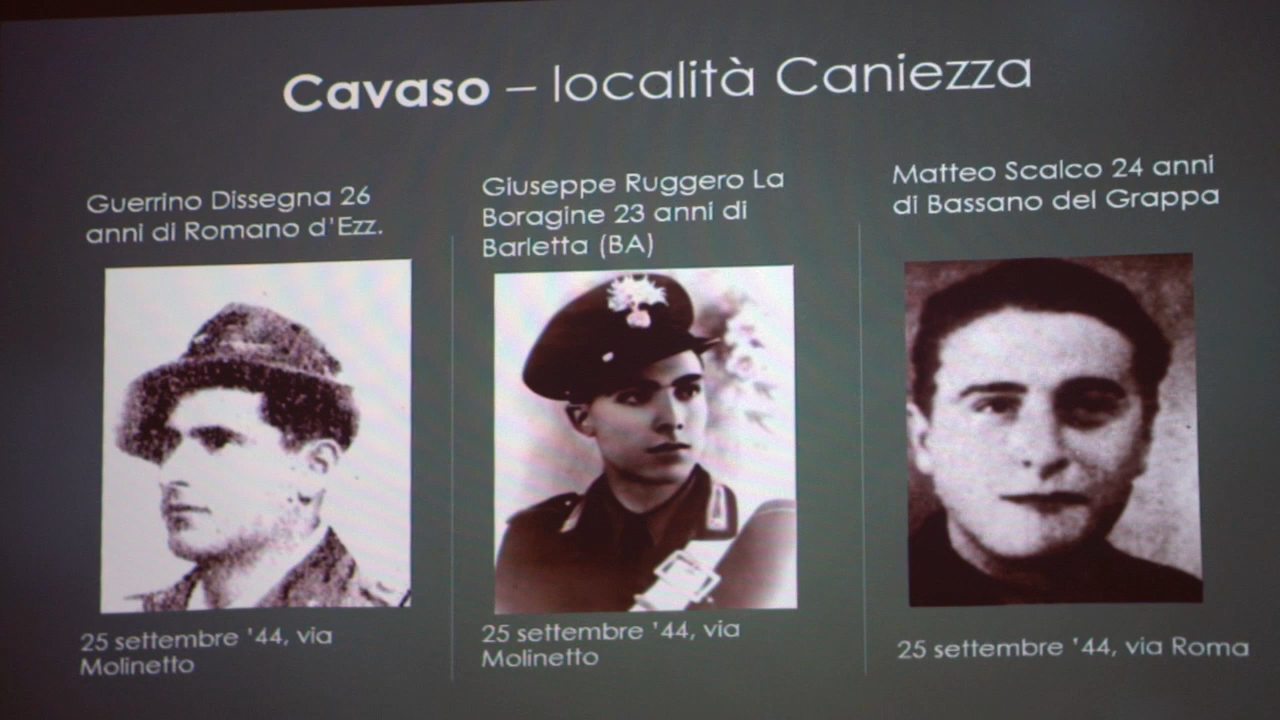 Cavaso – località Caniezza
Guerrino Dissegna 26
anni di Romano d'Ezz.
Giuseppe Ruggero La
Boragine 23 anni di
Barletta (BA)
Matteo Scalco 24 anni
di Bassano del Grappa
25 settembre '44, via
Molinetto
25 settembre '44, via
Molinetto
25 settembre '44, via Roma